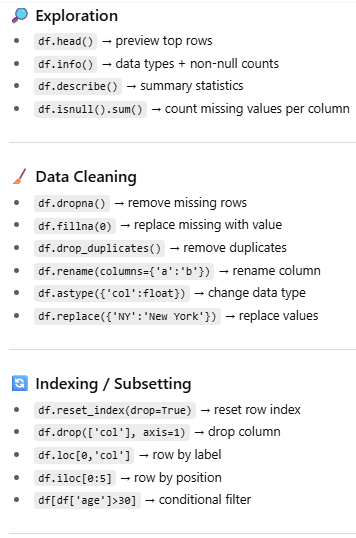 🔎 Exploration
• df.head() → preview top rows
• df.info() → data types + non-null counts
• df.describe() → summary statistics
• df.isnull().sum() → count missing values per column
🧹 Data Cleaning
• df.dropna() → remove missing rows
• df.fillna(0) → replace missing with value
• df.drop_duplicates() → remove duplicates
• df.rename(columns={'a':'b'}) → rename column
• df.astype({'col':float}) → change data type
• df.replace({'NY':'New York'}) → replace values
🔄 Indexing / Subsetting
• df.reset_index(drop=True) → reset row index
• df.drop(['col'], axis=1) → drop column
• df.loc[0,'col'] → row by label
• df.iloc[0:5] → row by position
• df[df['age']>30] → conditional filter